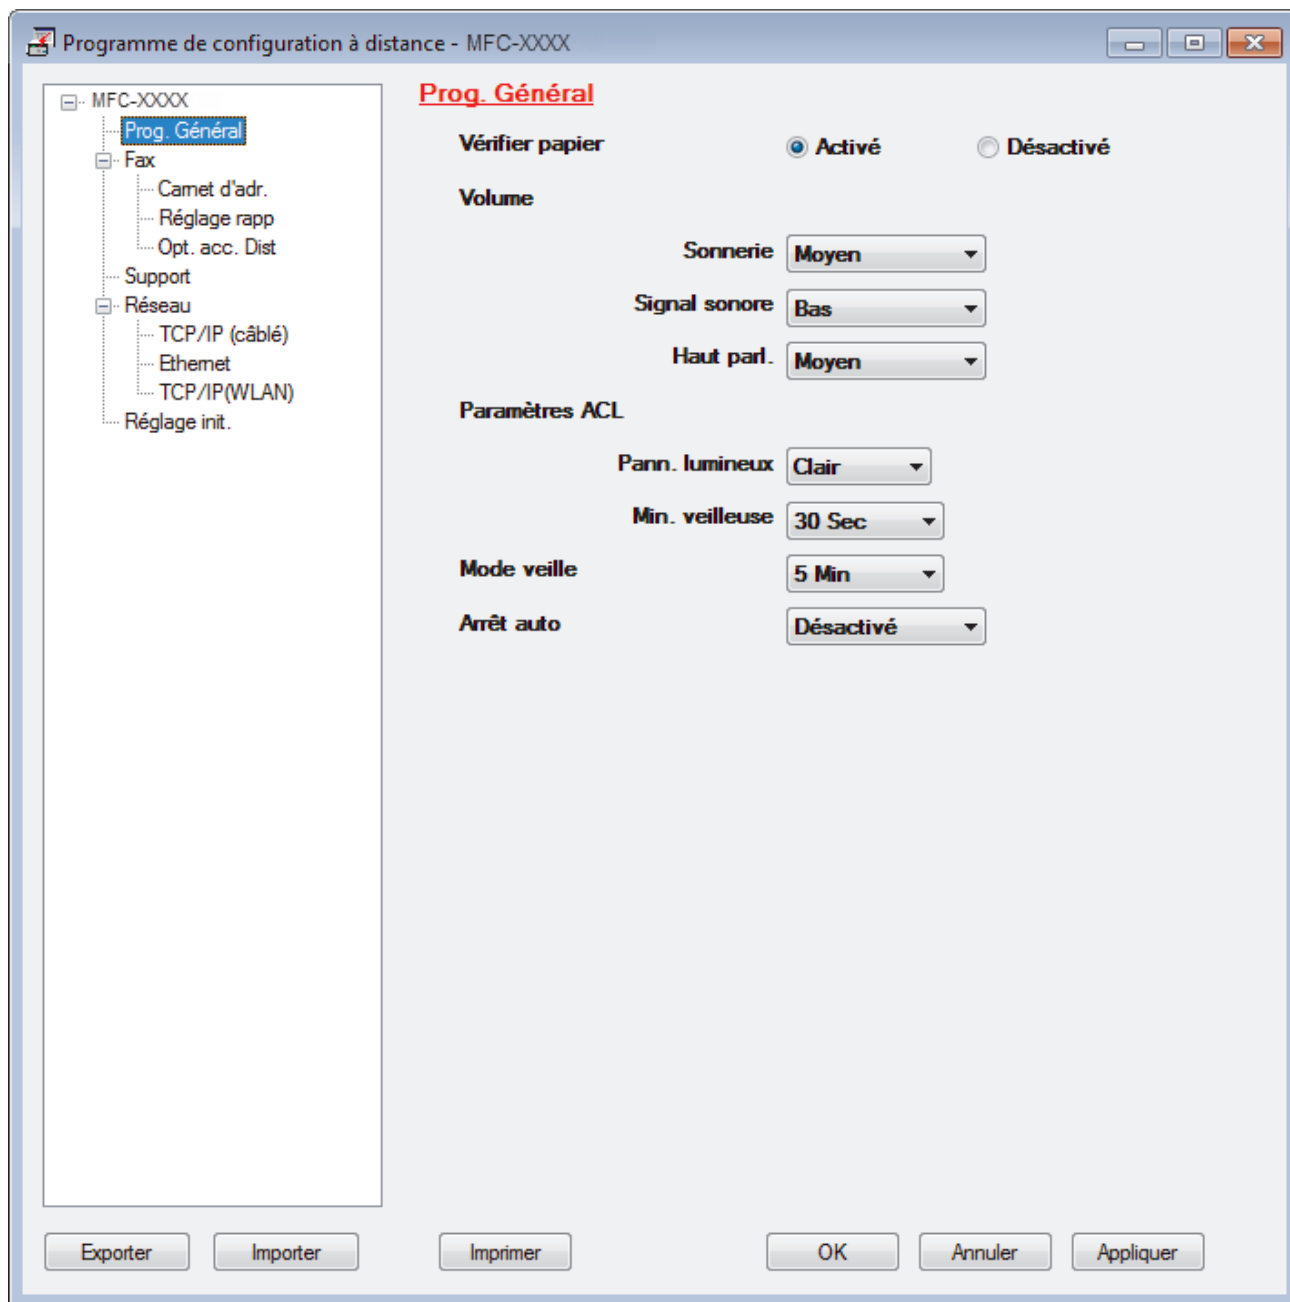 Programme de configuration à distance - MFC-XXXX
MFC-XXXX
Prog. Général
Fax
Carnet d'adr.
Réglage rapp
Opt. acc. Dist
Support
Réseau
TCP/IP (câblé)
Ethernet
TCP/IP(WLAN)
Réglage init.
Prog. Général
Vérifier papier Activé Désactivé
Volume
Sonnerie Moyen
Signal sonore Bas
Haut parl. Moyen
Paramètres ACL
Pann. lumineux Clair
Min. veilleuse 30 Sec
Mode veille 5 Min
Arrêt auto Désactivé
Exporter Importer Imprimer OK Annuler Appliquer